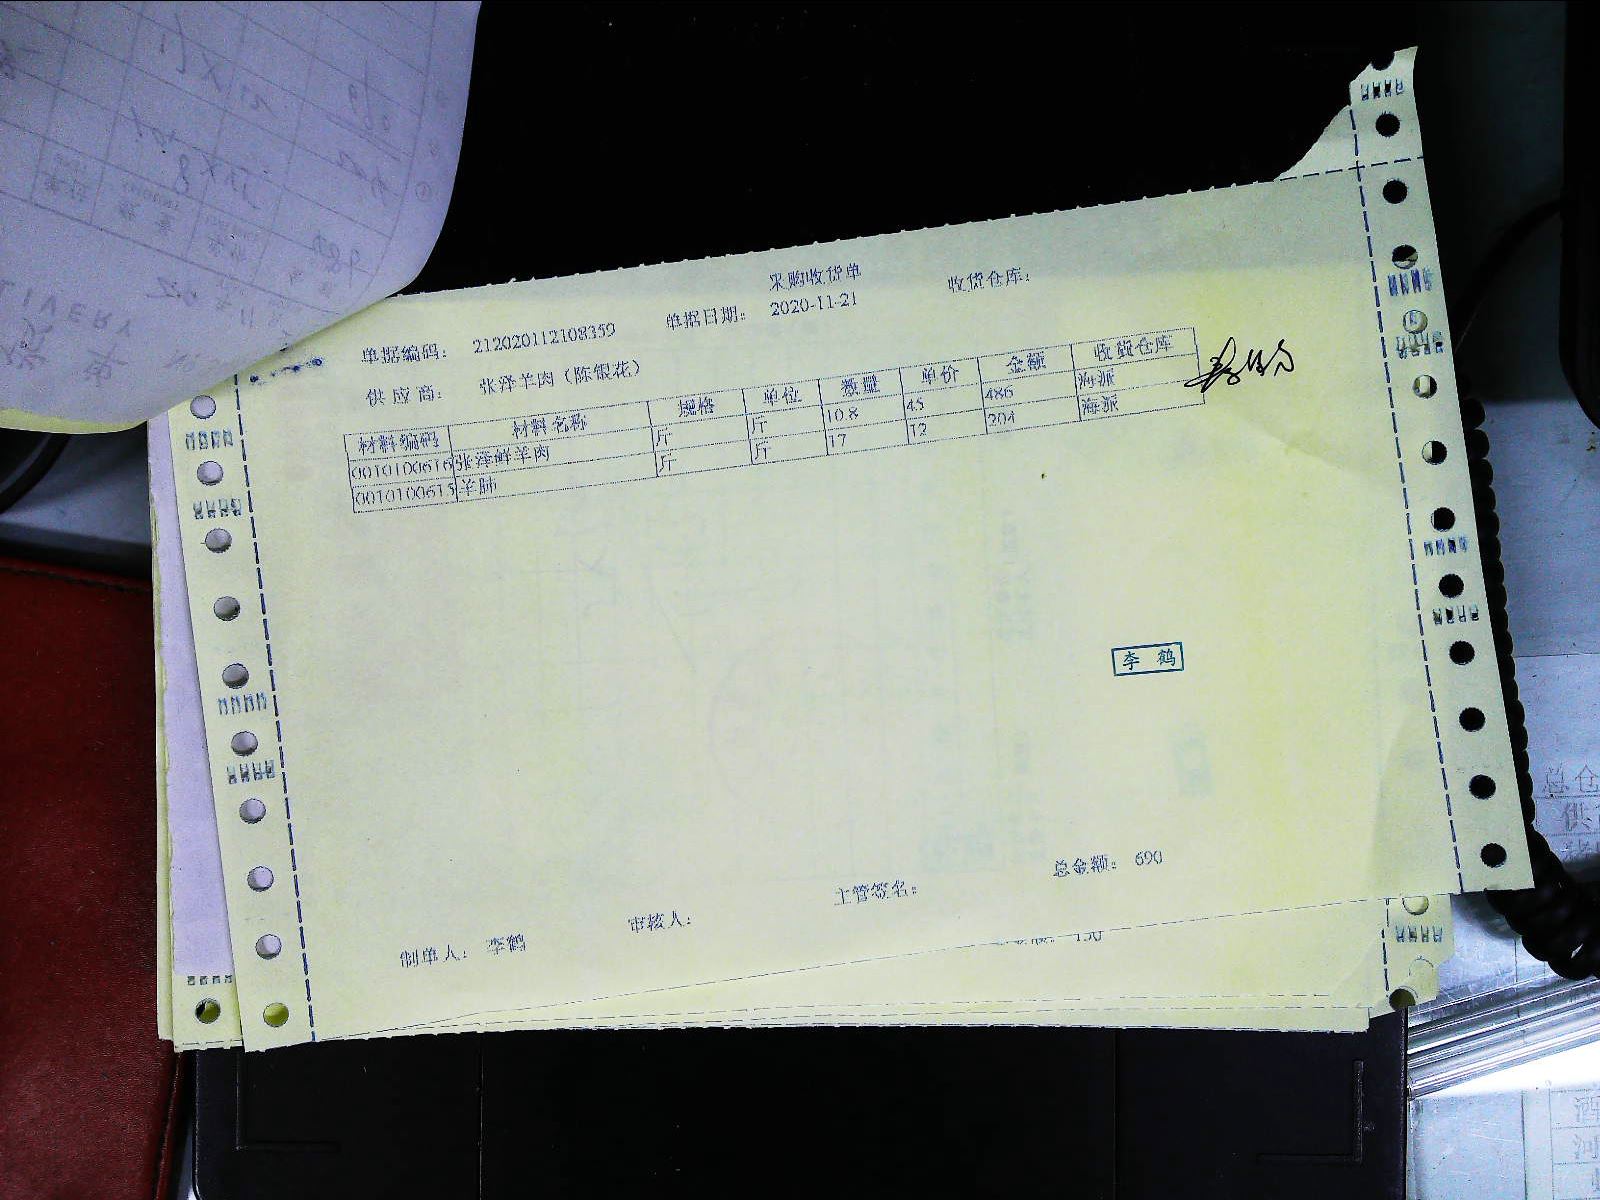 采购收货单
单据编码： 212020112108359 单据日期： 2020-11-21 收货仓库：
供应商： 张泽羊肉（陈银花）
材料编码 材料名称 规格 单位 数量 单价 金额 收货仓库
0010100616 张泽鲜羊肉 斤 斤 10.8 45 486 海派
0010100615 羊肺 斤 斤 17 12 204 海派
李鹤
制单人： 李鹤 审核人： 主管签名： 总金额： 690